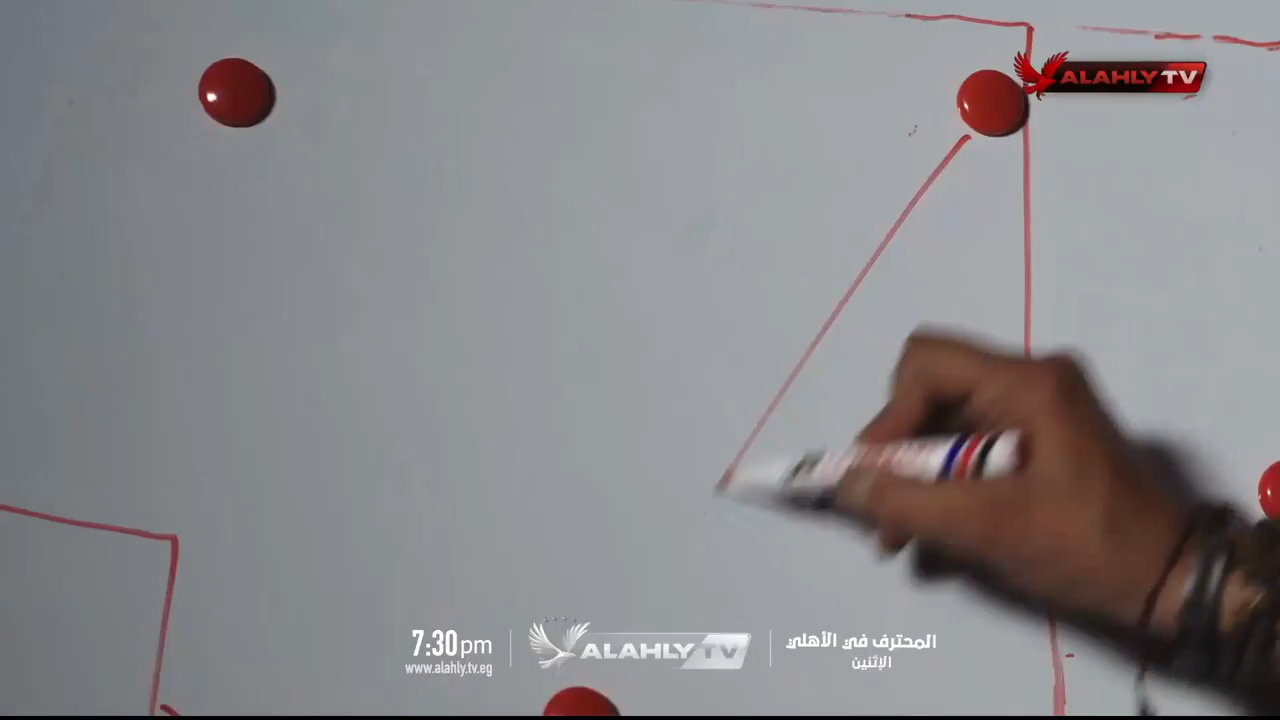 ALAHLY TV
7:30pm
www.alahly.tv.eg
ALAHLY TV
المحترف في الأهلي
الإثنين